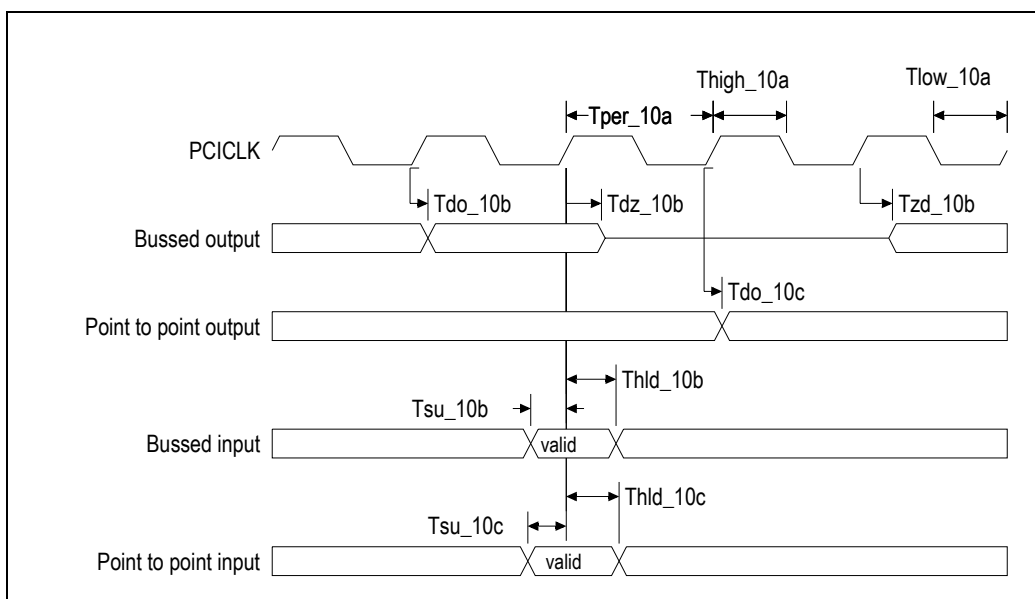 Thigh_10a
Tlow_10a
Tper_10a
PCICLK
Tdo_10b
Tdz_10b
Tzd_10b
Bussed output
Tdo_10c
Point to point output
Thld_10b
Tsu_10b
Bussed input
valid
Thld_10c
Tsu_10c
Point to point input
valid